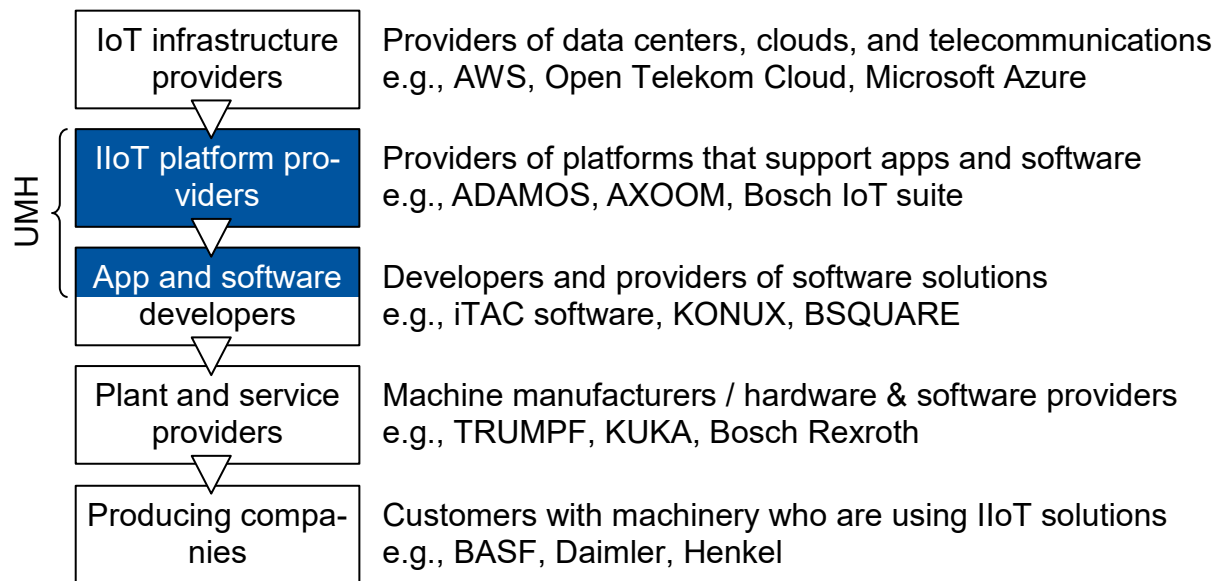 IoT infrastructure
providers
Providers of data centers, clouds, and telecommunications
e.g., AWS, Open Telekom Cloud, Microsoft Azure
UMH
IIoT platform pro-
viders
Providers of platforms that support apps and software
e.g., ADAMOS, AXOOM, Bosch IoT suite
App and software
developers
Developers and providers of software solutions
e.g., iTAC software, KONUX, BSQUARE
Plant and service
providers
Machine manufacturers / hardware & software providers
e.g., TRUMPF, KUKA, Bosch Rexroth
Producing compa-
nies
Customers with machinery who are using IIoT solutions
e.g., BASF, Daimler, Henkel